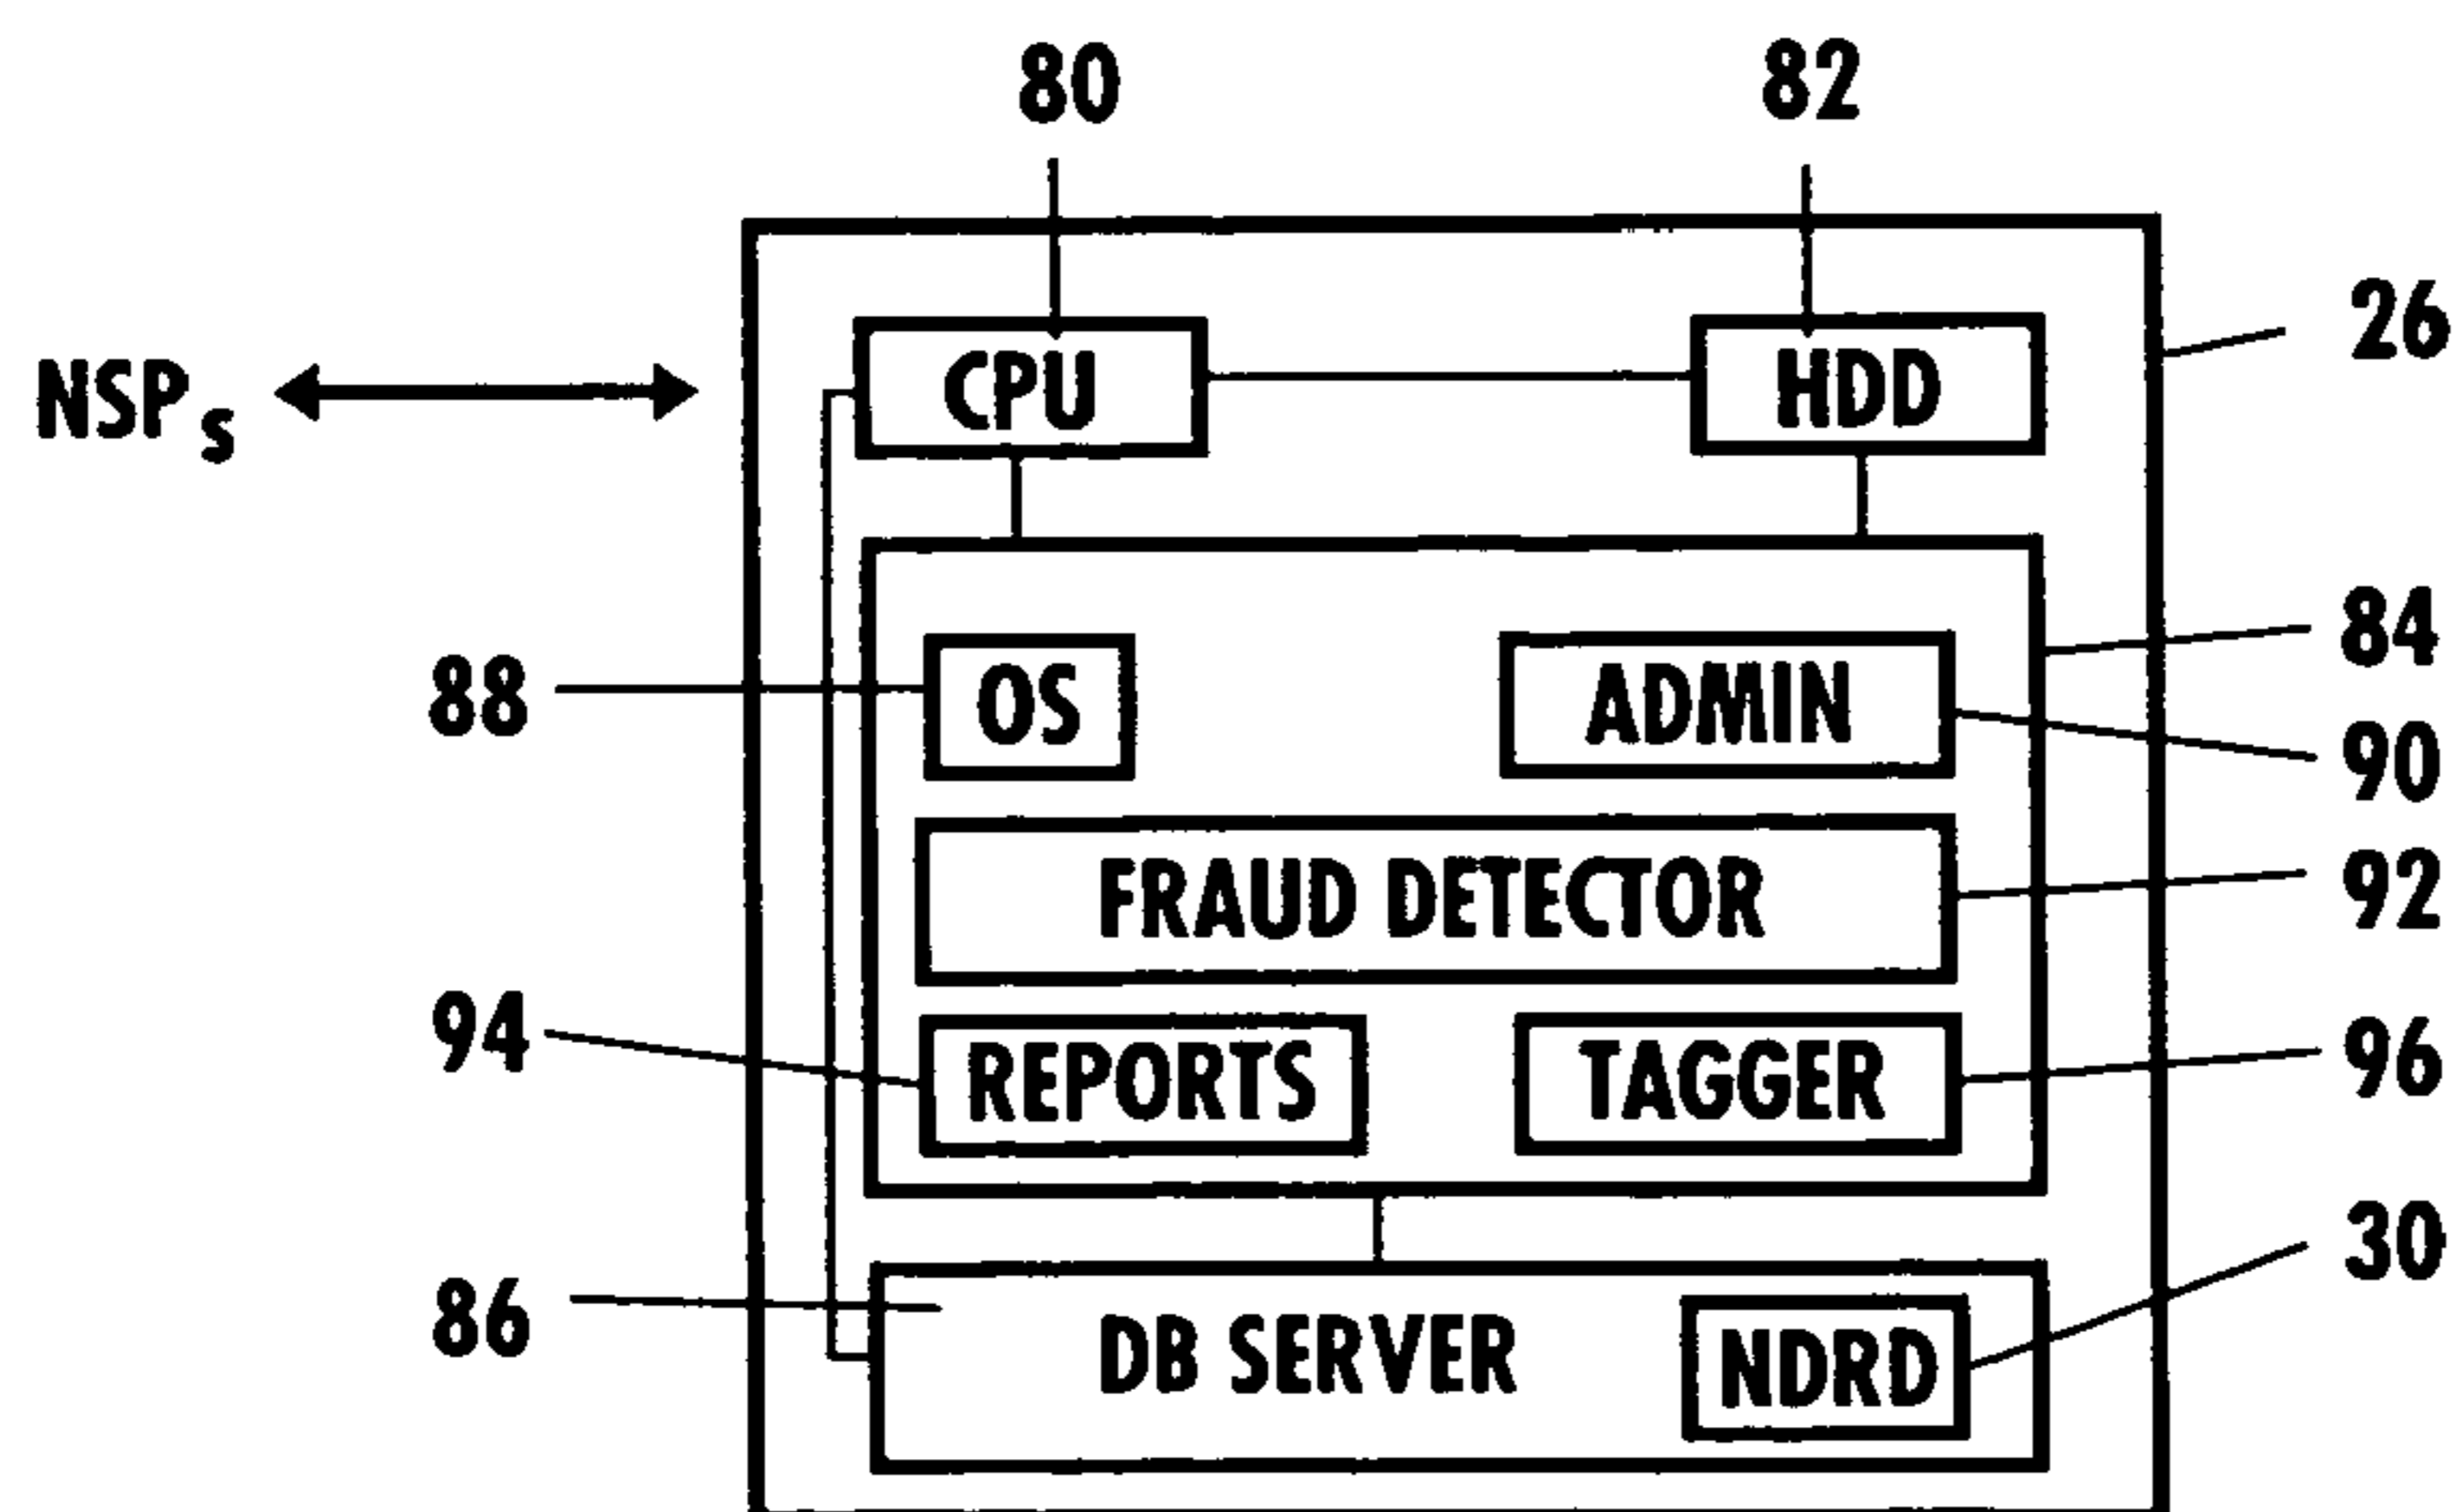 80
82
26
CPU
HDD
NSPs
84
88
OS
ADMIN
90
FRAUD DETECTOR
92
94
REPORTS
TAGGER
96
30
86
DB SERVER
NDRD